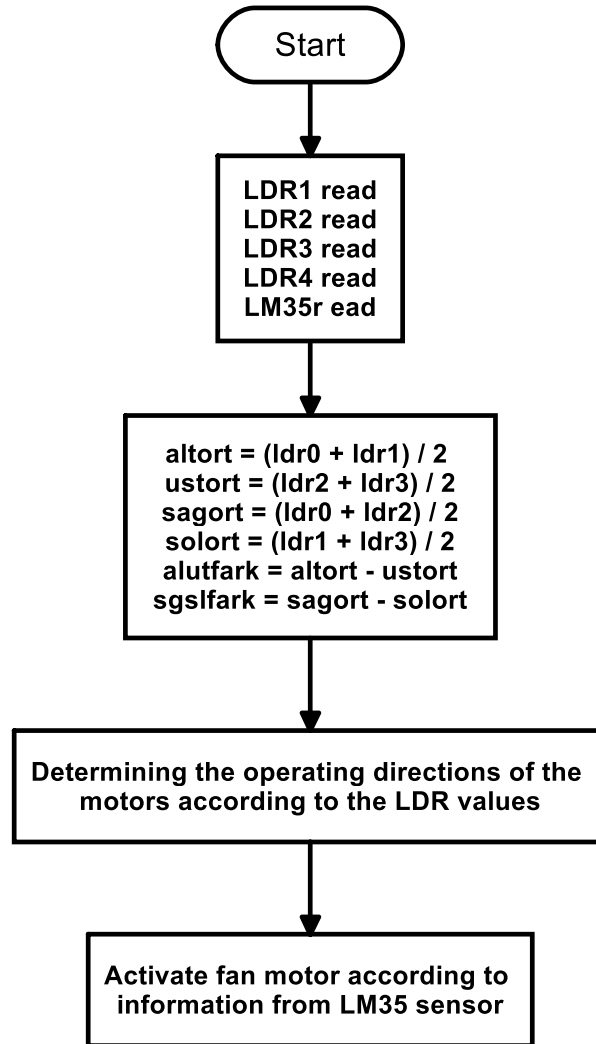 Start
LDR1 read
LDR2 read
LDR3 read
LDR4 read
LM35r ead
altort = (ldr0 + ldr1) / 2
ustort = (ldr2 + ldr3) / 2
sagort = (ldr0 + ldr2) / 2
solort = (ldr1 + ldr3) / 2
alutfark = altort - ustort
sgslfark = sagort - solort
Determining the operating directions of the
motors according to the LDR values
Activate fan motor according to
information from LM35 sensor